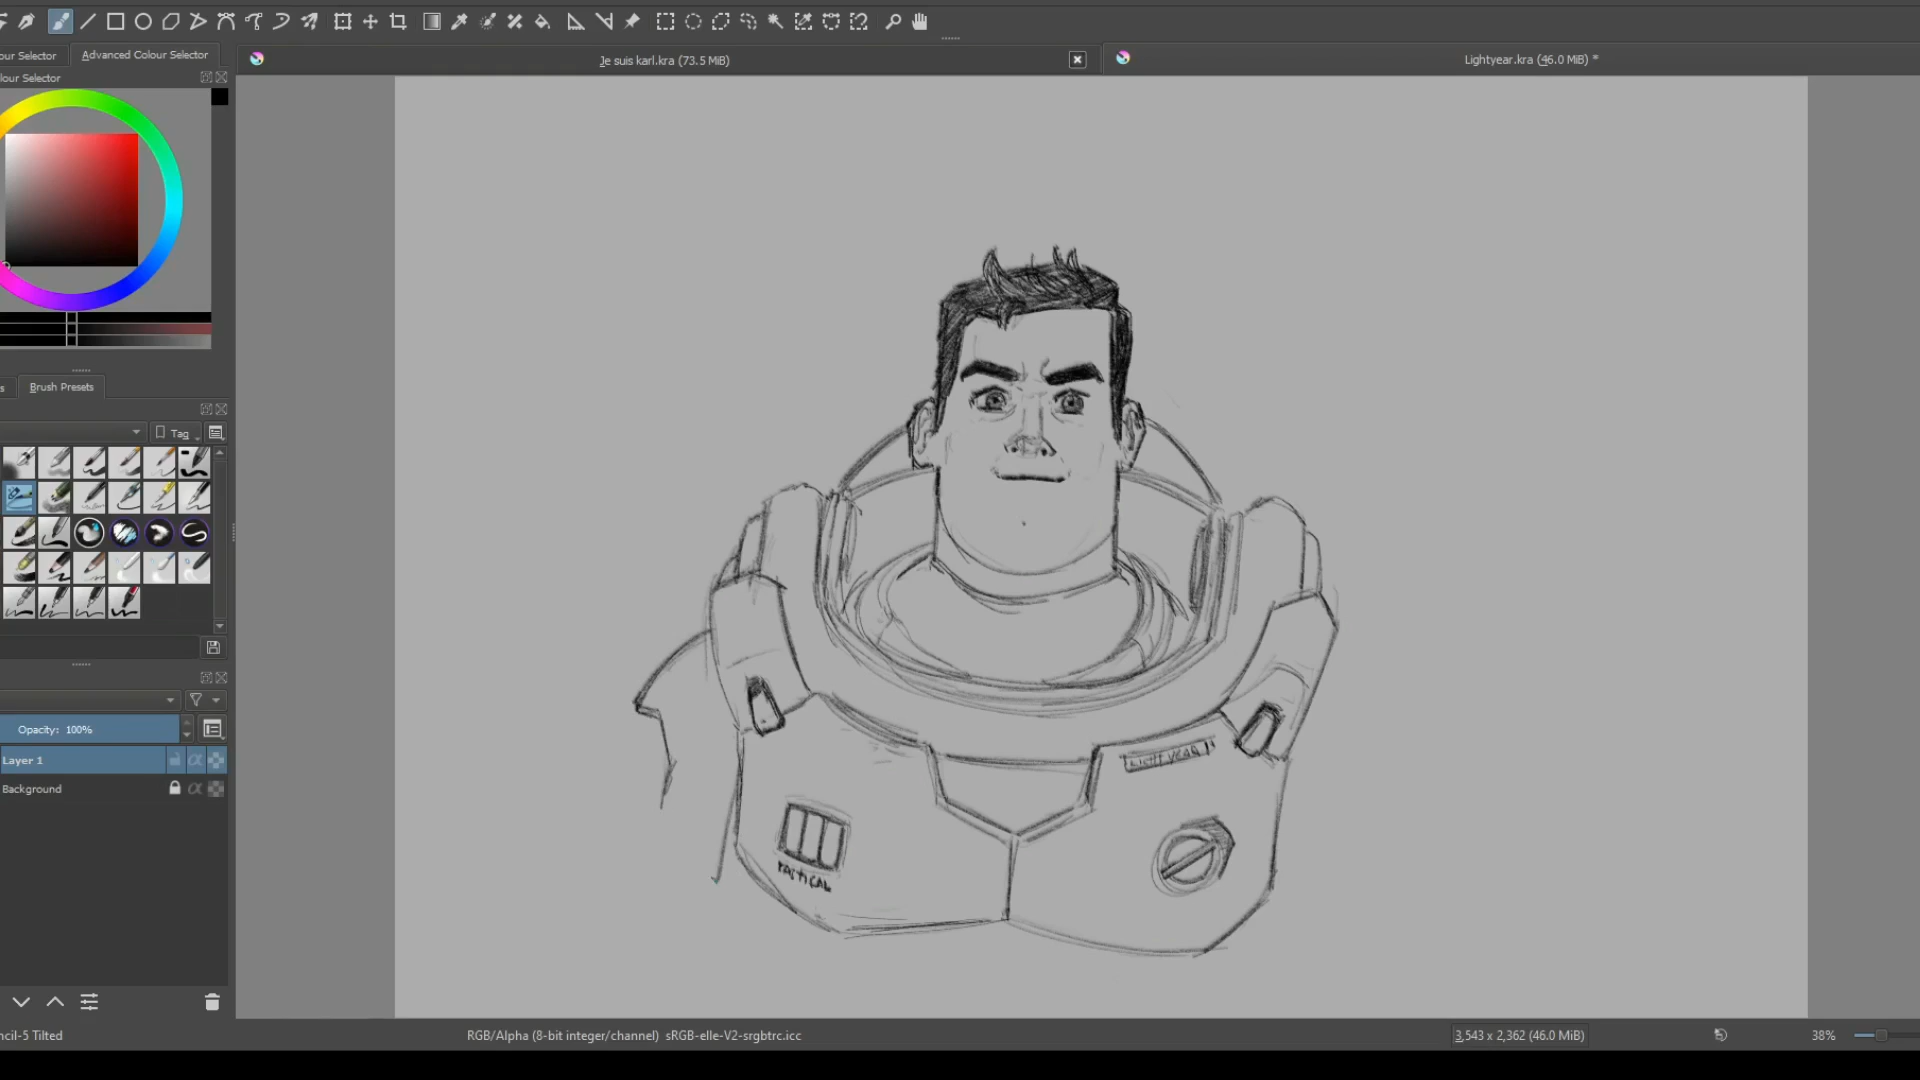 our Selector
Advanced Colour Selector
Je suis karl.kra (73.5 MiB)
Lightyear.kra (46.0 MiB) *
lour Selector
s
Brush Presets
Tag
Opacity: 100%
Layer 1
Background
LIGHTYEAR
TACTICAL
ncil-5 Tilted
RGB/Alpha (8-bit integer/channel) sRGB-elle-V2-srgbtrc.icc
3,543 x 2,362 (46.0 MiB)
38%